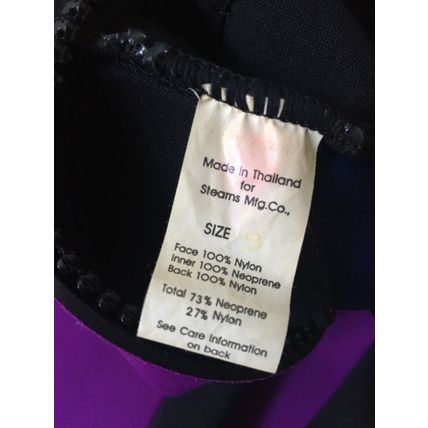 Made in Thailand
for
Stearns Mfg.Co.,
SIZE
Face 100% Nylon
Inner 100% Neoprene
Back 100% Nylon
Total 73% Neoprene
27% Nylon
See Care Information
on back